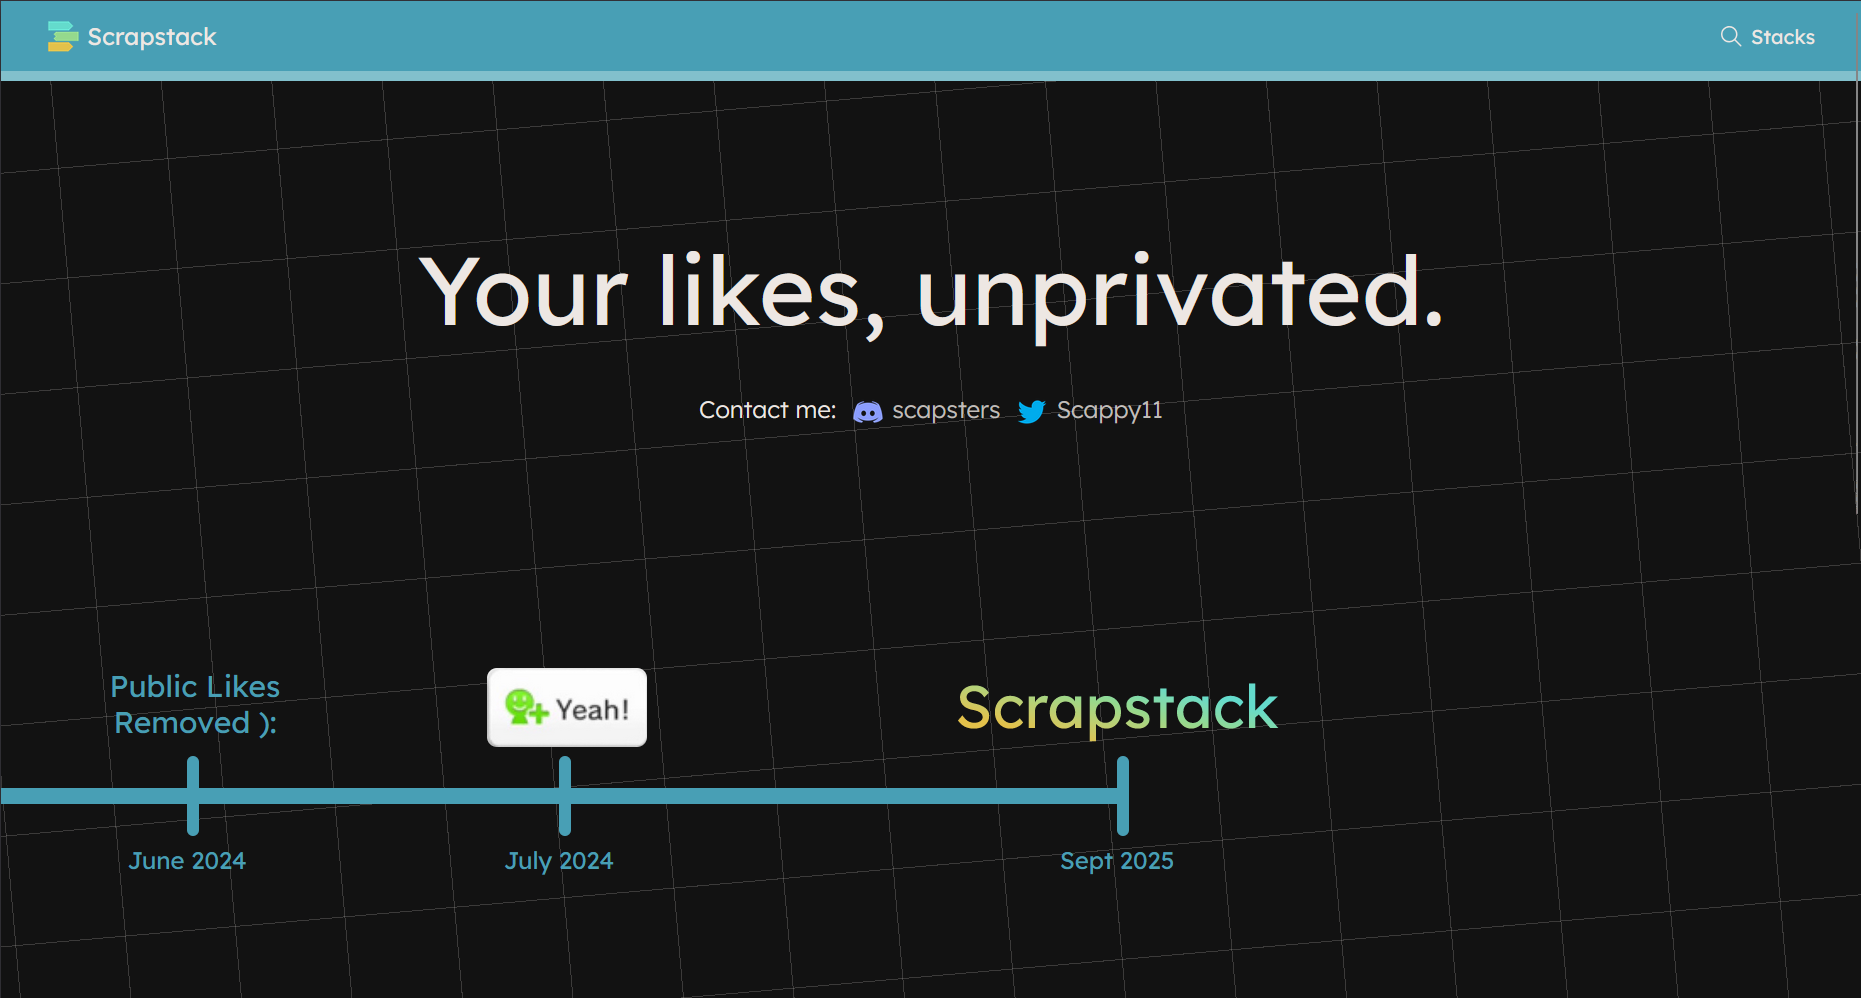 Scrapstack
Stacks
Your likes, unprivated.
Contact me: scapsters Scappy11
Public Likes
Removed ):
Yeah!
Scrapstack
June 2024
July 2024
Sept 2025